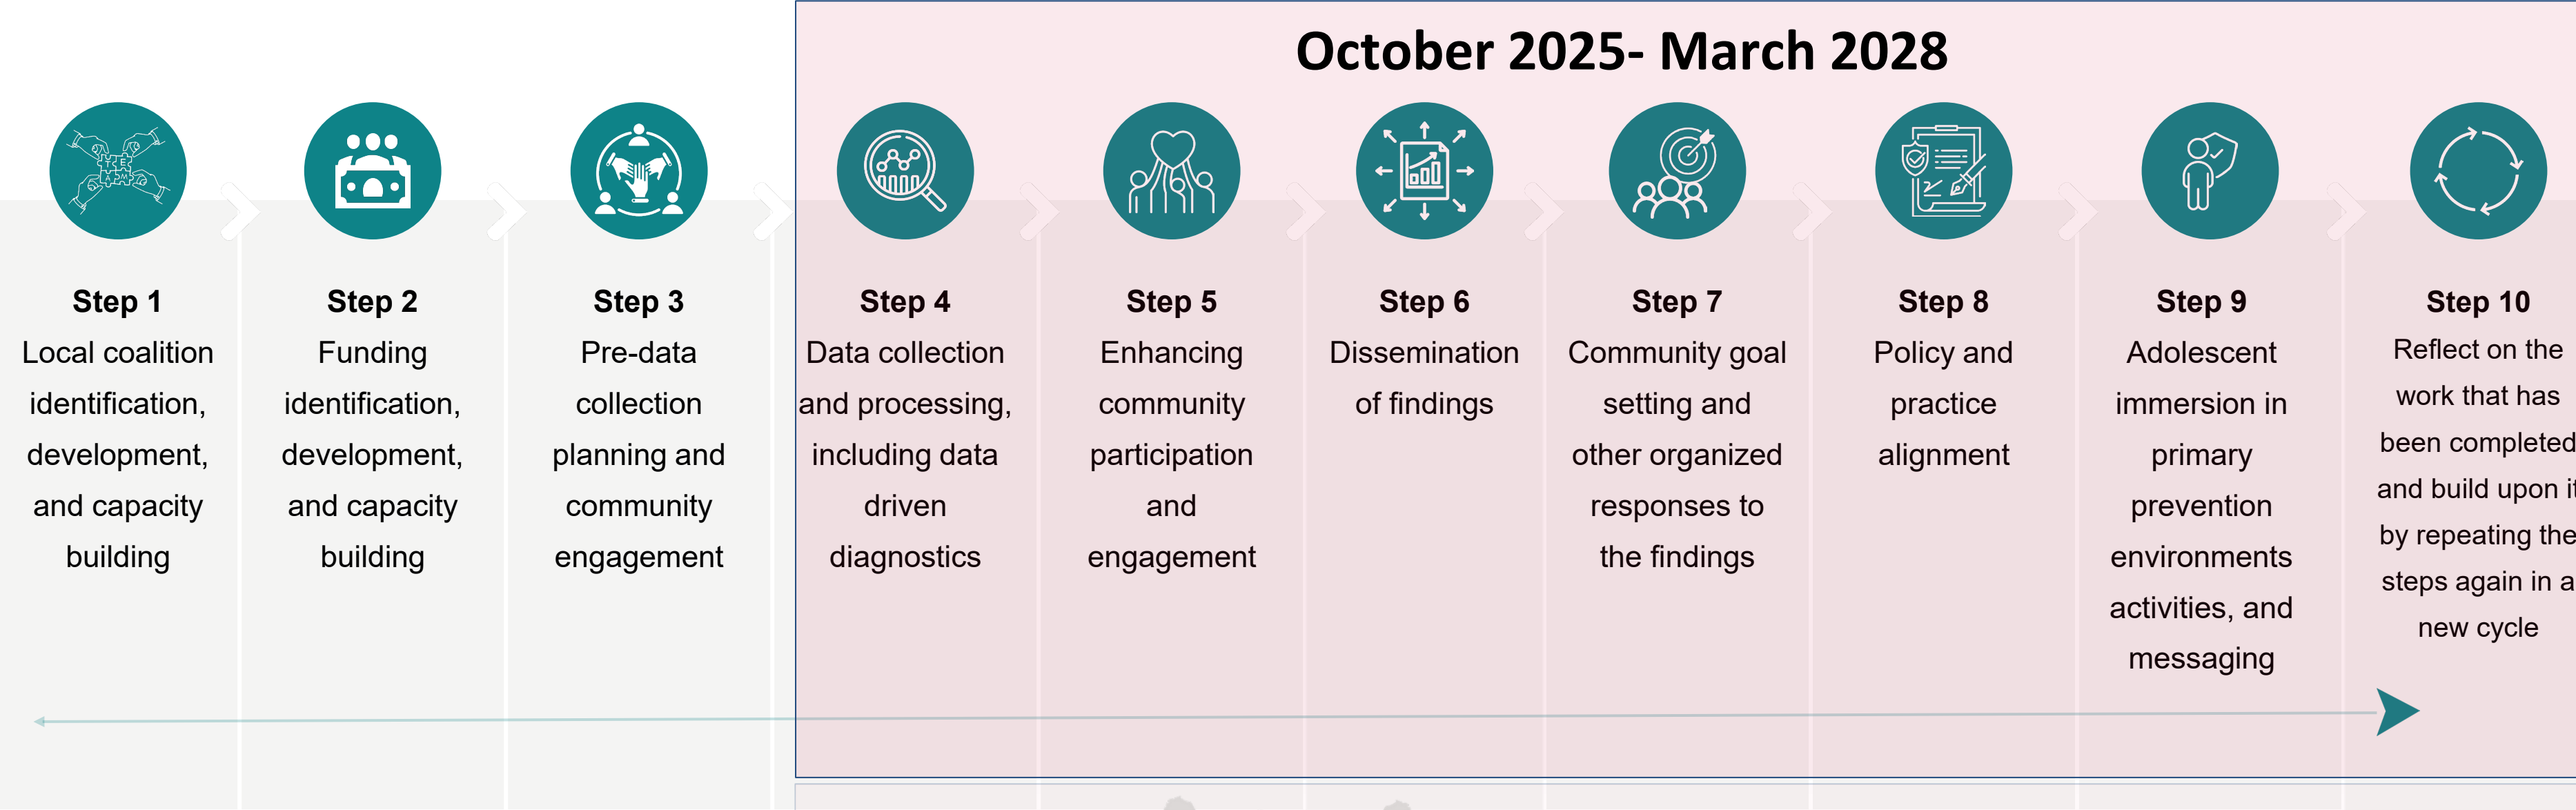 October 2025- March 2028
Step 1
Local coalition
identification,
development,
and capacity
building
Step 2
Funding
identification,
development,
and capacity
building
Step 3
Pre-data
collection
planning and
community
engagement
Step 4
Data collection
and processing,
including data
driven
diagnostics
Step 5
Enhancing
community
participation
and
engagement
Step 6
Dissemination
of findings
Step 7
Community goal
setting and
other organized
responses to
the findings
Step 8
Policy and
practice
alignment
Step 9
Adolescent
immersion in
primary
prevention
environments
activities, and
messaging
Step 10
Reflect on the
work that has
been completed
and build upon it
by repeating the
steps again in a
new cycle